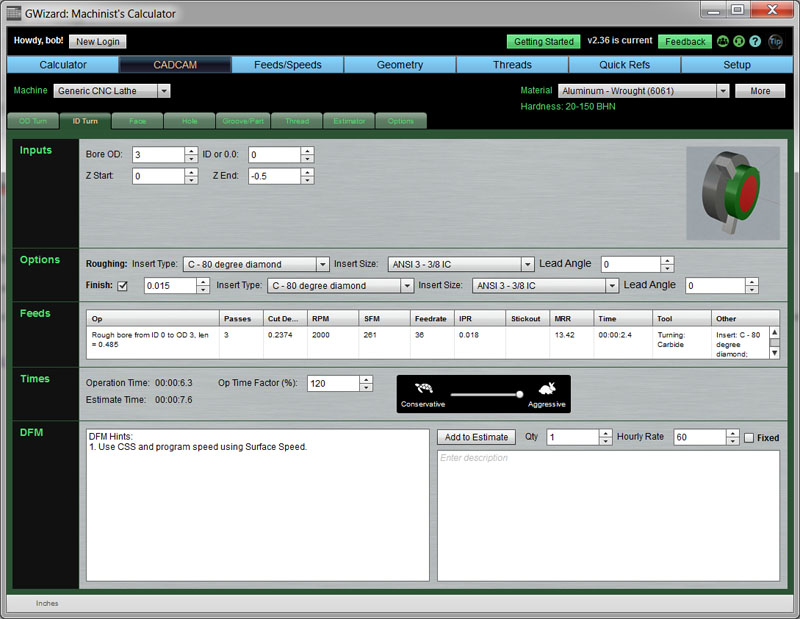 GWizard: Machinist's Calculator
Howdy, bob! New Login Getting Started v2.36 is current Feedback ? Tip
Calculator CADCAM Feeds/Speeds Geometry Threads Quick Refs Setup
Machine Generic CNC Lathe Material Aluminum - Wrought (6061) More
Hardness: 20-150 BHN
OD Turn ID Turn Face Hole Groove/Part Thread Estimator Options
Inputs
Bore OD: 3 ID or 0.0: 0
Z Start: 0 Z End: -0.5
Options
Roughing: Insert Type: C - 80 degree diamond Insert Size: ANSI 3 - 3/8 IC Lead Angle 0
Finish: 0.015 Insert Type: C - 80 degree diamond Insert Size: ANSI 3 - 3/8 IC Lead Angle 0
Feeds
Op Passes Cut De... RPM SFM Feedrate IPR Stickout MRR Time Tool Other
Rough bore from ID 0 to OD 3, len 3 0.2374 2000 261 36 0.018 13.42 00:00:2.4 Turning: Insert: C - 80
= 0.485 Carbide degree
diamond;
Times
Operation Time: 00:00:6.3 Op Time Factor (%): 120
Estimate Time: 00:00:7.6 Conservative Aggressive
DFM
DFM Hints:
1. Use CSS and program speed using Surface Speed.
Add to Estimate Qty 1 Hourly Rate 60 Fixed
Enter description
Inches